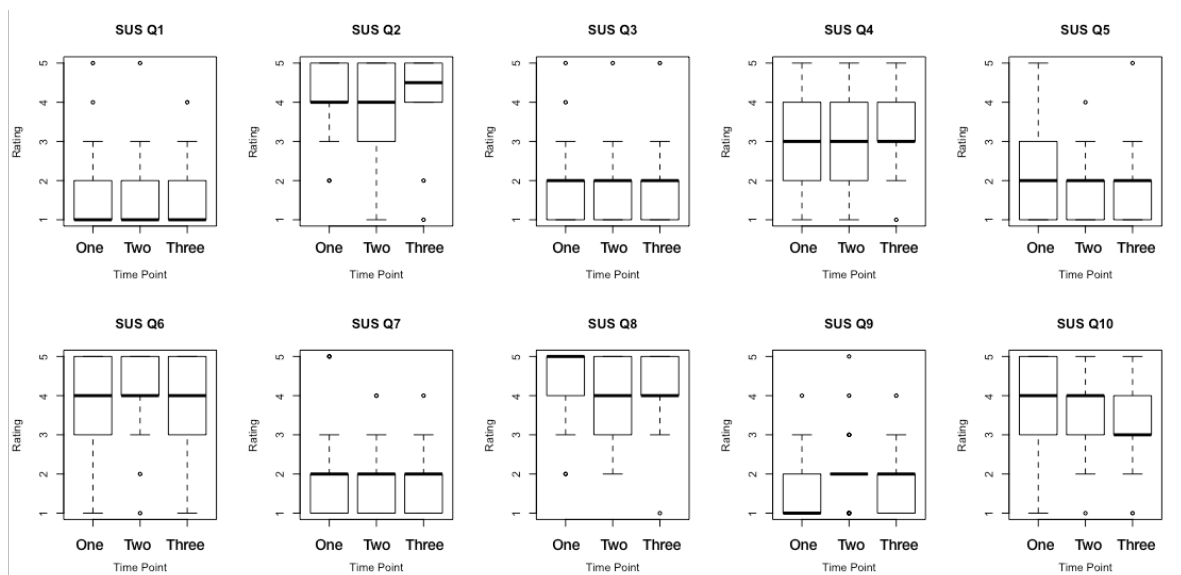 SUS Q1 SUS Q2 SUS Q3 SUS Q4 SUS Q5
5 5 5 5 5
4 4 4 4 4
Rating Rating Rating Rating Rating
3 3 3 3 3
2 2 2 2 2
1 1 1 1 1
One Two Three One Two Three One Two Three One Two Three One Two Three
Time Point Time Point Time Point Time Point Time Point
SUS Q6 SUS Q7 SUS Q8 SUS Q9 SUS Q10
5 5 5 5 5
4 4 4 4 4
Rating Rating Rating Rating Rating
3 3 3 3 3
2 2 2 2 2
1 1 1 1 1
One Two Three One Two Three One Two Three One Two Three One Two Three
Time Point Time Point Time Point Time Point Time Point